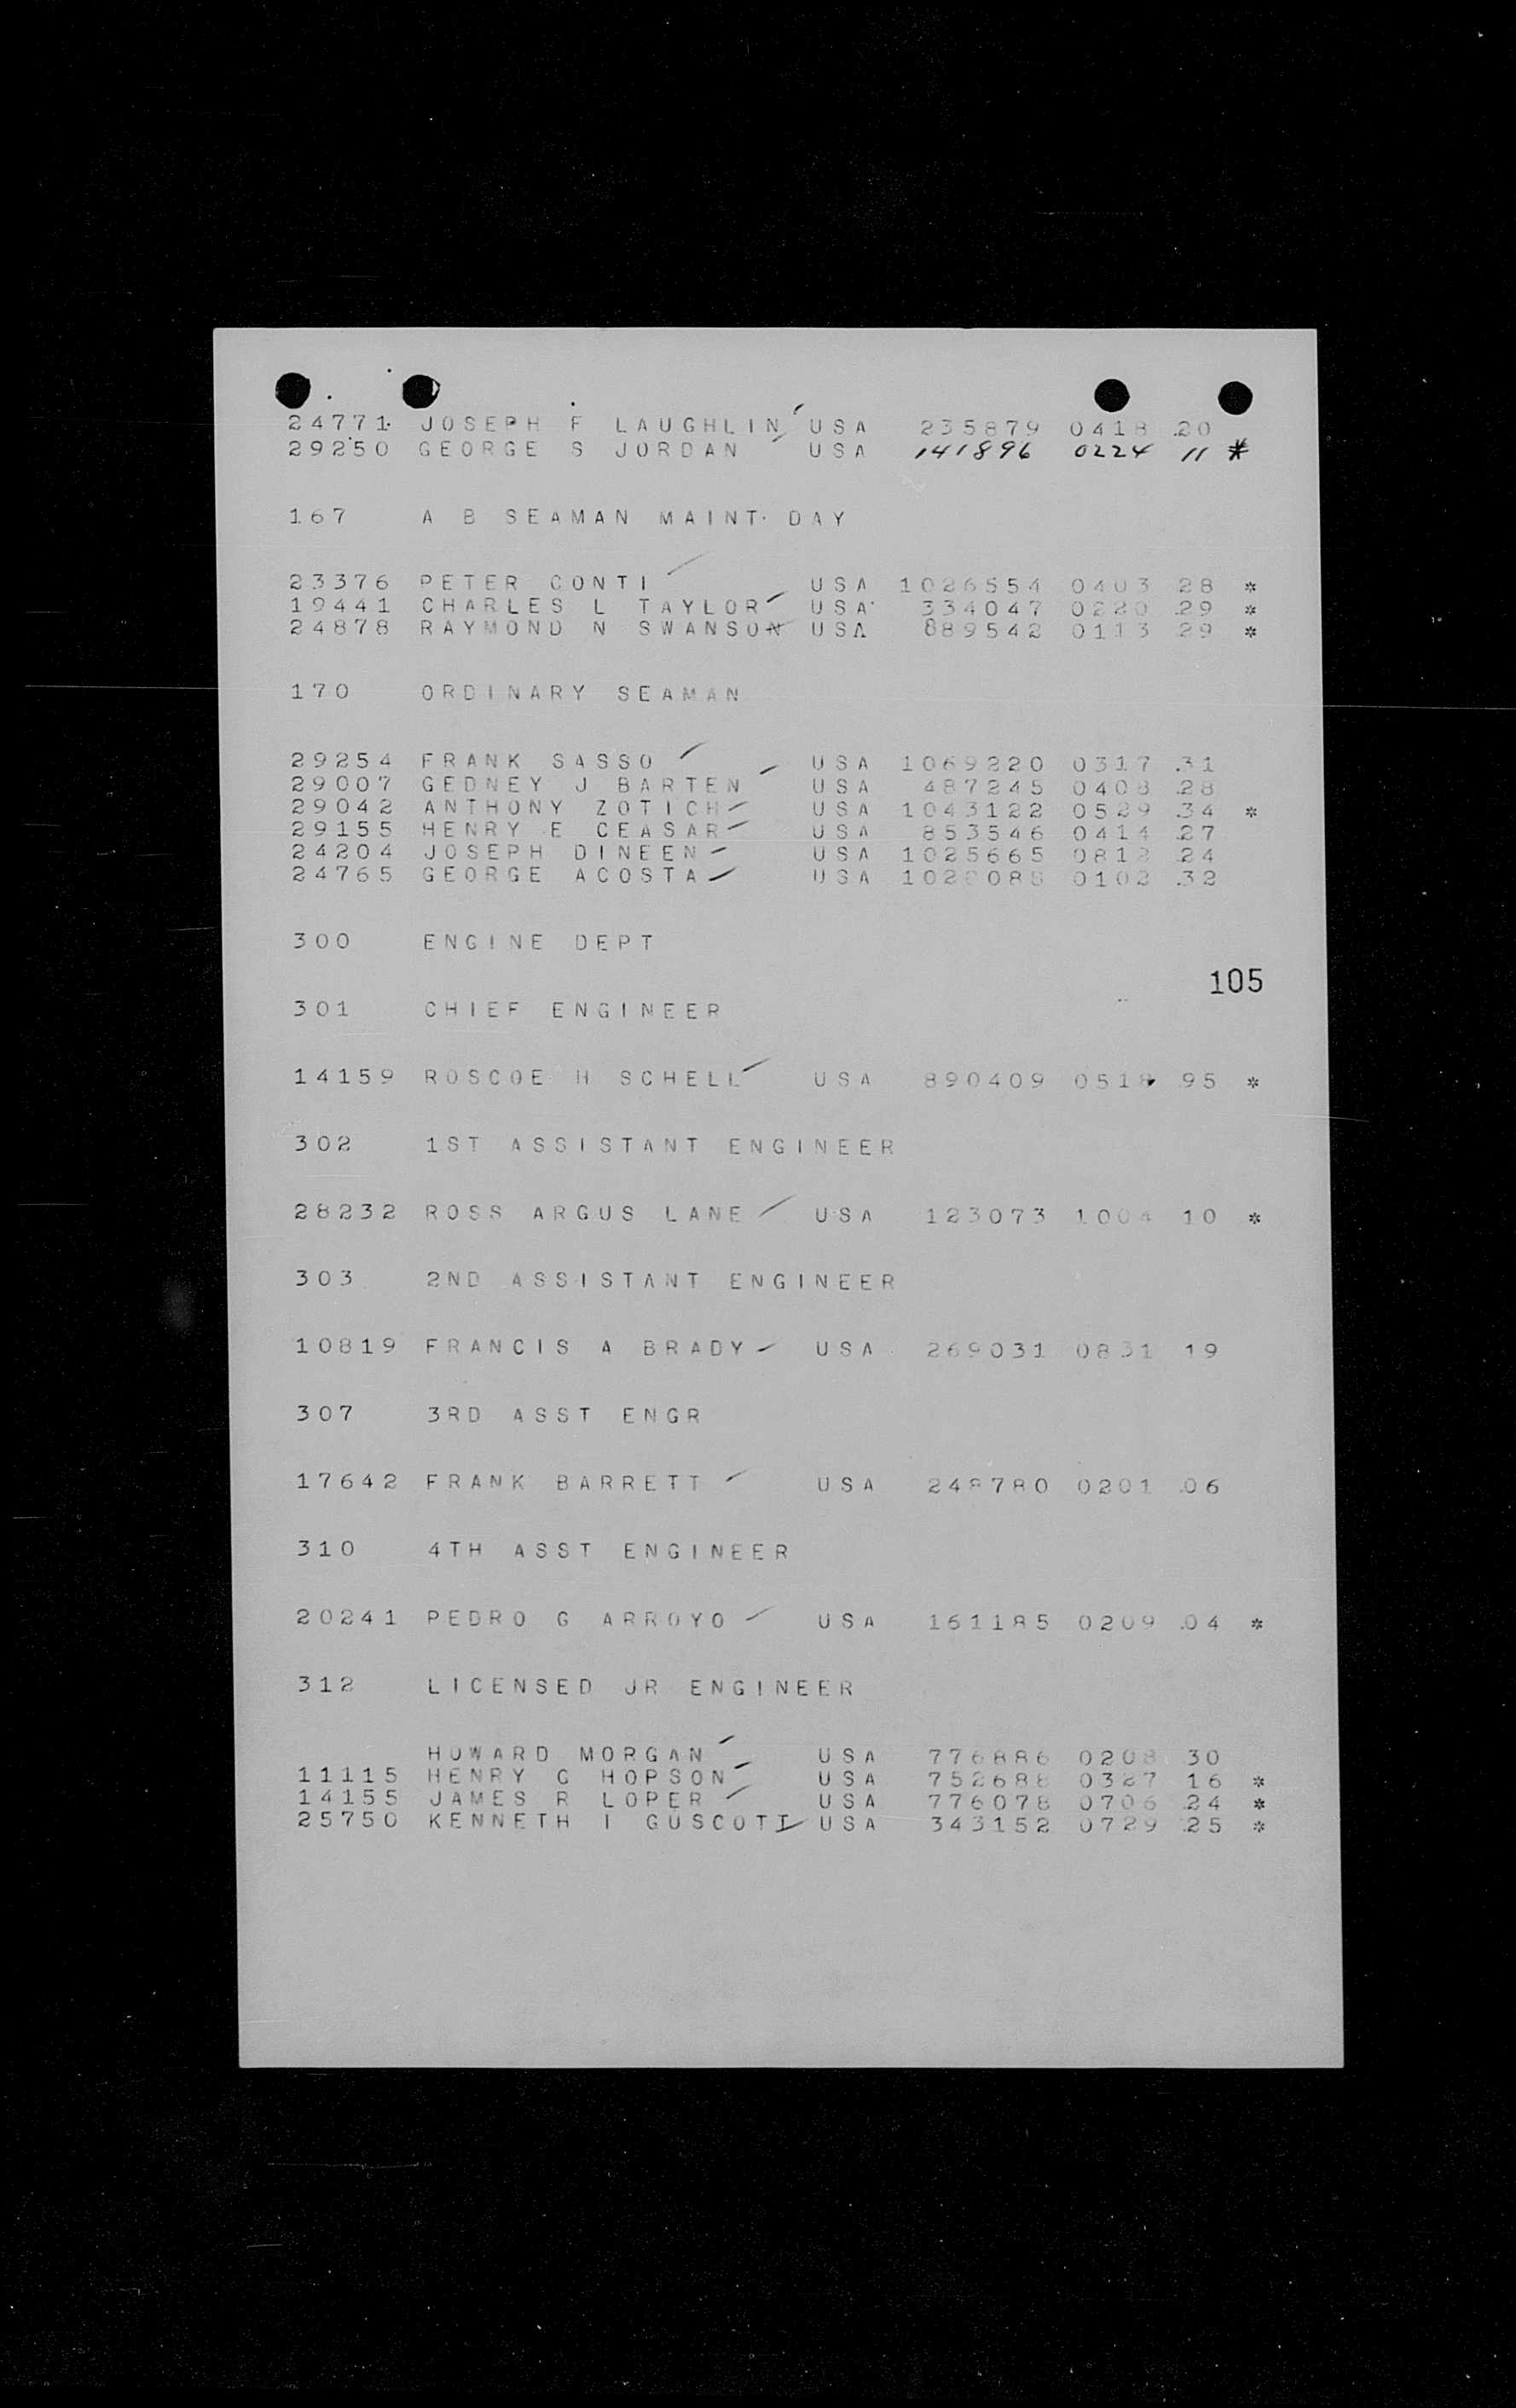 24771 JOSEPH F LAUGHLIN USA 235879 0418 20
29250 GEORGE S JORDAN USA 141896 0224 11 *
167 A B SEAMAN MAINT DAY
23376 PETER CONTI USA 1026554 0403 28 *
19441 CHARLES L TAYLOR USA 334047 0220 29 *
24878 RAYMOND N SWANSON USA 889542 0113 29 *
170 ORDINARY SEAMAN
29254 FRANK SASSO USA 1069220 0317 31
29007 GEDNEY J BARTEN USA 487245 0408 28
29042 ANTHONY ZOTICH USA 1043122 0529 34 *
29155 HENRY E CEASAR USA 853546 0414 27
24204 JOSEPH DINEEN USA 1025665 0812 24
24765 GEORGE ACOSTA USA 0102 32
300 ENGINE DEPT
105
301 CHIEF ENGINEER
14159 ROSCOE H SCHELL USA 890409 95 *
302 1ST ASSISTANT ENGINEER
28232 ROSS ARGUS LANE USA 123073 1004 10 *
303 2ND ASSISTANT ENGINEER
10819 FRANCIS A BRADY USA 269031 0831 19
307 3RD ASST ENGR
17642 FRANK BARRETT USA 248780 0201 06
310 4TH ASST ENGINEER
20241 PEDRO G ARROYO USA 161185 0209 04 *
312 LICENSED JR ENGINEER
HOWARD MORGAN USA 776886 0208 30
11115 HENRY G HOPSON USA 752688 0327 16 *
14155 JAMES R LOPER USA 776078 0706 24 *
25750 KENNETH I GUSCOTT USA 343152 0729 25 *